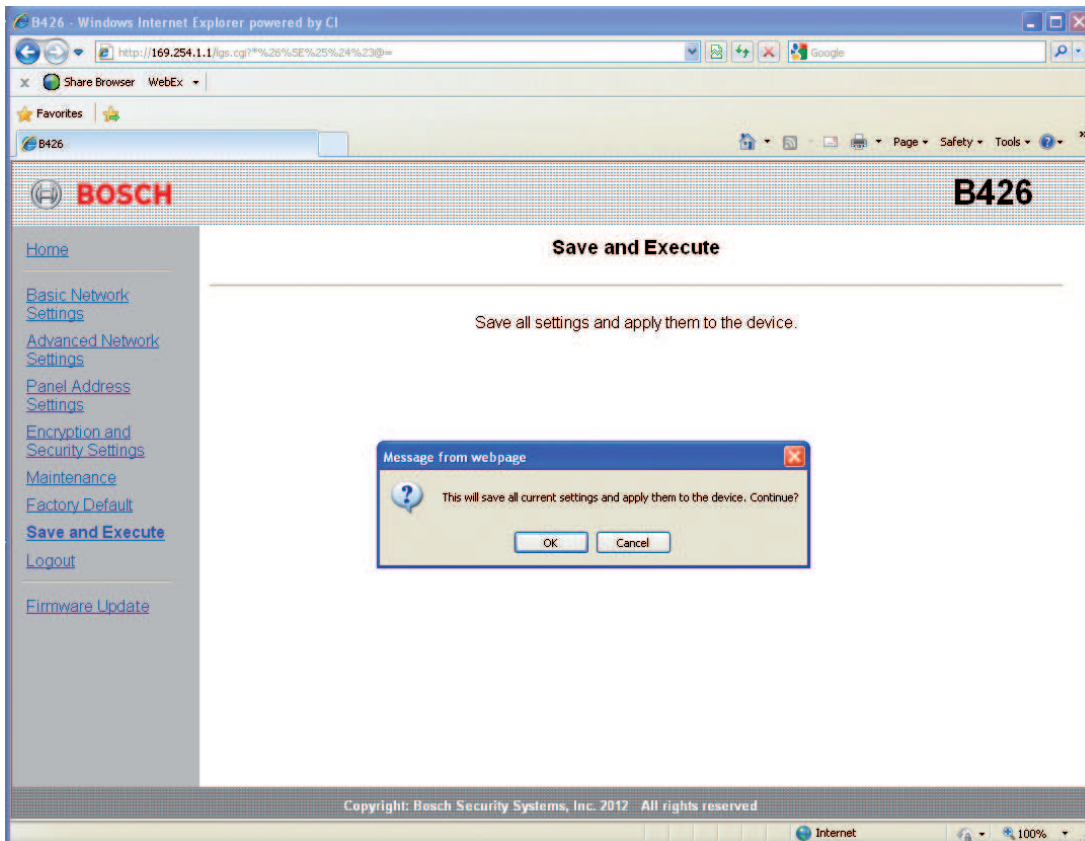 B426 - Windows Internet Explorer powered by CI
http://169.254.1.1/igs.cgi?*%26%5E%25%24%23@=
Google
x Share Browser WebEx
Favorites
B426
Page Safety Tools
BOSCH
B426
Home
Basic Network
Settings
Advanced Network
Settings
Panel Address
Settings
Encryption and
Security Settings
Maintenance
Factory Default
Save and Execute
Logout
Firmware Update
Save and Execute
Save all settings and apply them to the device.
Message from webpage
This will save all current settings and apply them to the device. Continue?
OK
Cancel
Copyright: Bosch Security Systems, Inc. 2012 All rights reserved
Internet
100%